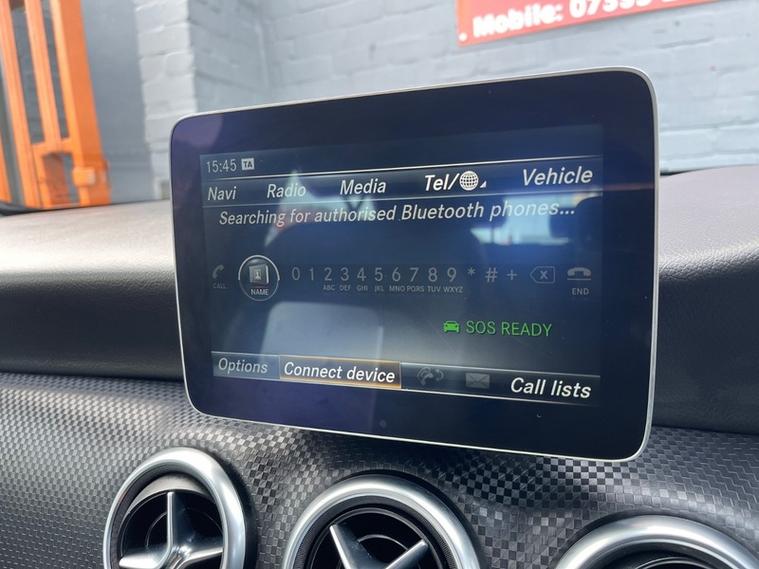 Mobile: 07
15:45 TA
Navi Radio Media Tel/ Vehicle
Searching for authorised Bluetooth phones...
CALL NAME 0 1 2 3 4 5 6 7 8 9 * # + END
ABC DEF GHI JKL MNO PQRS TUV WXYZ
SOS READY
Options Connect device Call lists